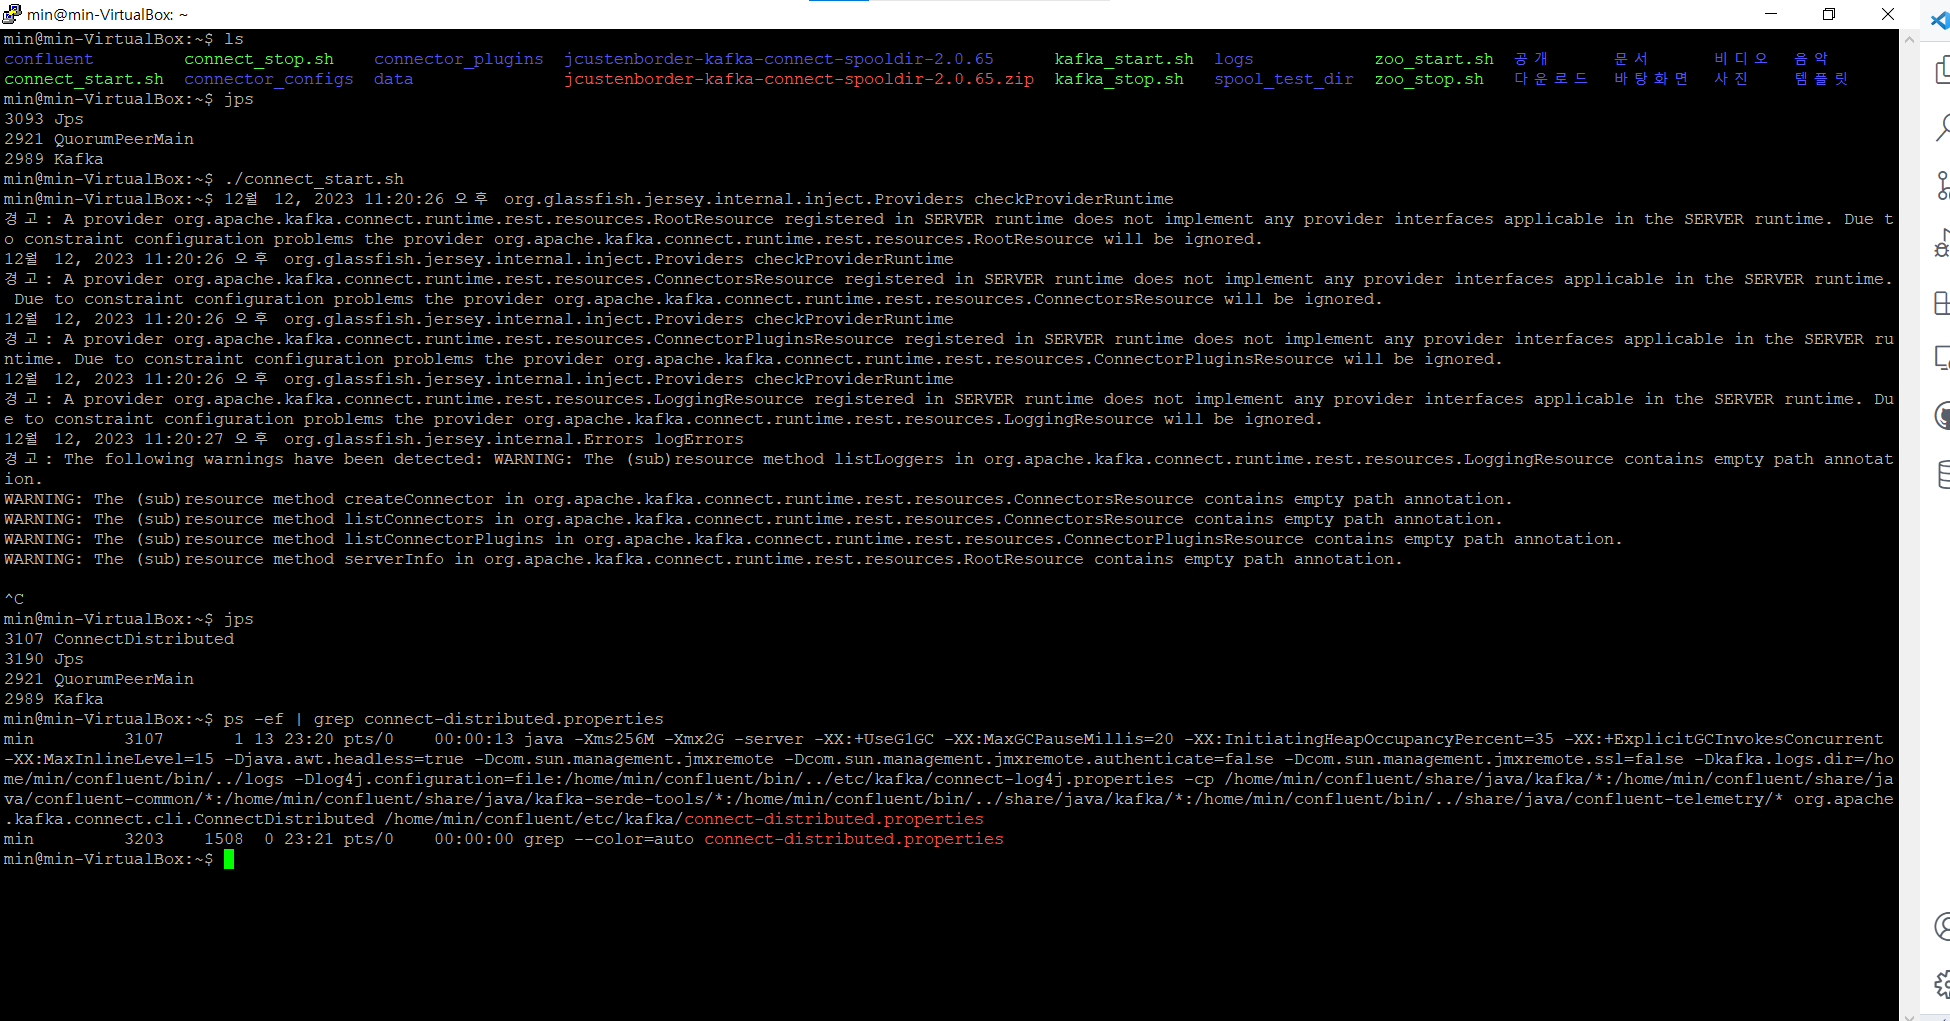 min@min-VirtualBox: ~
min@min-VirtualBox:~$ ls
confluent connect_stop.sh connector_plugins jcustenborder-kafka-connect-spooldir-2.0.65 kafka_start.sh logs zoo_start.sh 공개 문서 비디오 음악
connect_start.sh connector_configs data jcustenborder-kafka-connect-spooldir-2.0.65.zip kafka_stop.sh spool_test_dir zoo_stop.sh 다운로드 바탕화면 사진 템플릿
min@min-VirtualBox:~$ jps
3093 Jps
2921 QuorumPeerMain
2989 Kafka
min@min-VirtualBox:~$ ./connect_start.sh
min@min-VirtualBox:~$ 12월 12, 2023 11:20:26 오후 org.glassfish.jersey.internal.inject.Providers checkProviderRuntime
경고: A provider org.apache.kafka.connect.runtime.rest.resources.RootResource registered in SERVER runtime does not implement any provider interfaces applicable in the SERVER runtime. Due t
o constraint configuration problems the provider org.apache.kafka.connect.runtime.rest.resources.RootResource will be ignored.
12월 12, 2023 11:20:26 오후 org.glassfish.jersey.internal.inject.Providers checkProviderRuntime
경고: A provider org.apache.kafka.connect.runtime.rest.resources.ConnectorsResource registered in SERVER runtime does not implement any provider interfaces applicable in the SERVER runtime.
 Due to constraint configuration problems the provider org.apache.kafka.connect.runtime.rest.resources.ConnectorsResource will be ignored.
12월 12, 2023 11:20:26 오후 org.glassfish.jersey.internal.inject.Providers checkProviderRuntime
경고: A provider org.apache.kafka.connect.runtime.rest.resources.ConnectorPluginsResource registered in SERVER runtime does not implement any provider interfaces applicable in the SERVER ru
ntime. Due to constraint configuration problems the provider org.apache.kafka.connect.runtime.rest.resources.ConnectorPluginsResource will be ignored.
12월 12, 2023 11:20:26 오후 org.glassfish.jersey.internal.inject.Providers checkProviderRuntime
경고: A provider org.apache.kafka.connect.runtime.rest.resources.LoggingResource registered in SERVER runtime does not implement any provider interfaces applicable in the SERVER runtime. Du
e to constraint configuration problems the provider org.apache.kafka.connect.runtime.rest.resources.LoggingResource will be ignored.
12월 12, 2023 11:20:27 오후 org.glassfish.jersey.internal.Errors logErrors
경고: The following warnings have been detected: WARNING: The (sub)resource method listLoggers in org.apache.kafka.connect.runtime.rest.resources.LoggingResource contains empty path annotat
ion.
WARNING: The (sub)resource method createConnector in org.apache.kafka.connect.runtime.rest.resources.ConnectorsResource contains empty path annotation.
WARNING: The (sub)resource method listConnectors in org.apache.kafka.connect.runtime.rest.resources.ConnectorsResource contains empty path annotation.
WARNING: The (sub)resource method listConnectorPlugins in org.apache.kafka.connect.runtime.rest.resources.ConnectorPluginsResource contains empty path annotation.
WARNING: The (sub)resource method serverInfo in org.apache.kafka.connect.runtime.rest.resources.RootResource contains empty path annotation.
^C
min@min-VirtualBox:~$ jps
3107 ConnectDistributed
3190 Jps
2921 QuorumPeerMain
2989 Kafka
min@min-VirtualBox:~$ ps -ef | grep connect-distributed.properties
min 3107 1 13 23:20 pts/0 00:00:13 java -Xms256M -Xmx2G -server -XX:+UseG1GC -XX:MaxGCPauseMillis=20 -XX:InitiatingHeapOccupancyPercent=35 -XX:+ExplicitGCInvokesConcurrent
-XX:MaxInlineLevel=15 -Djava.awt.headless=true -Dcom.sun.management.jmxremote -Dcom.sun.management.jmxremote.authenticate=false -Dcom.sun.management.jmxremote.ssl=false -Dkafka.logs.dir=/ho
me/min/confluent/bin/../logs -Dlog4j.configuration=file:/home/min/confluent/bin/../etc/kafka/connect-log4j.properties -cp /home/min/confluent/share/java/kafka/*:/home/min/confluent/share/ja
va/confluent-common/*:/home/min/confluent/share/java/kafka-serde-tools/*:/home/min/confluent/bin/../share/java/kafka/*:/home/min/confluent/bin/../share/java/confluent-telemetry/* org.apache
.kafka.connect.cli.ConnectDistributed /home/min/confluent/etc/kafka/connect-distributed.properties
min 3203 1508 0 23:21 pts/0 00:00:00 grep --color=auto connect-distributed.properties
min@min-VirtualBox:~$